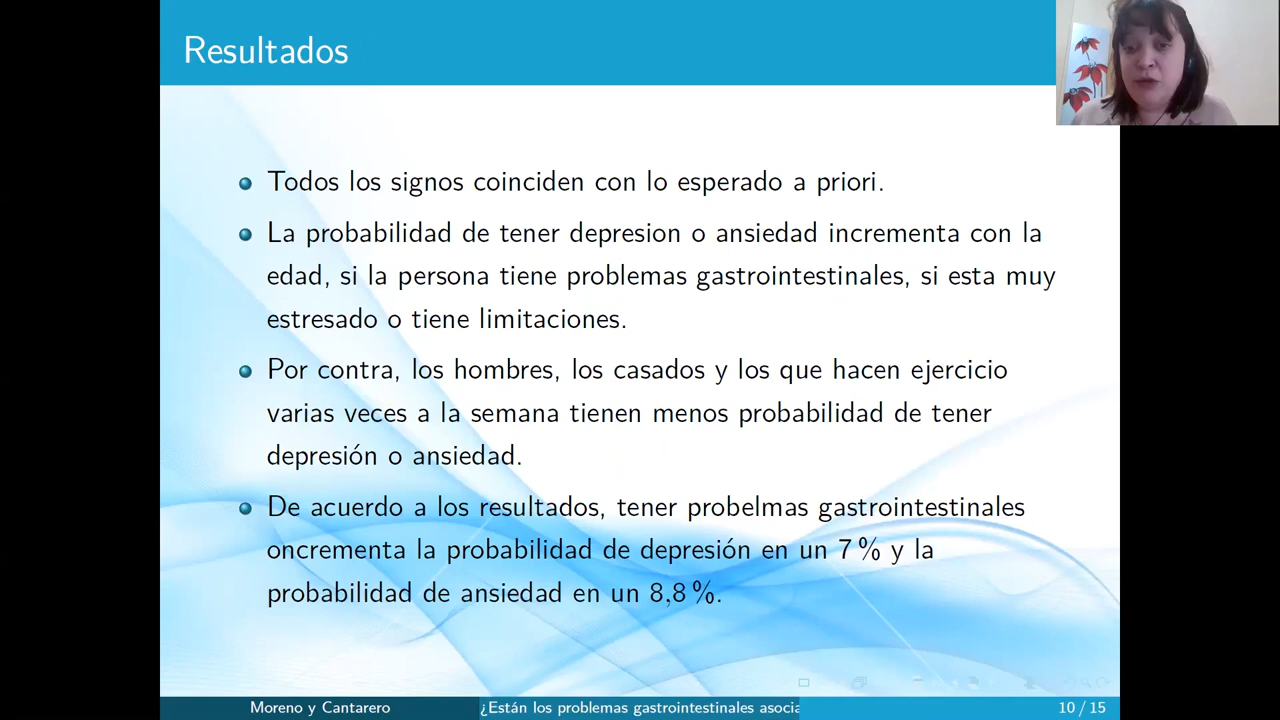 Resultados
Todos los signos coinciden con lo esperado a priori.
La probabilidad de tener depresion o ansiedad incrementa con la
edad, si la persona tiene problemas gastrointestinales, si esta muy
estresado o tiene limitaciones.
Por contra, los hombres, los casados y los que hacen ejercicio
varias veces a la semana tienen menos probabilidad de tener
depresión o ansiedad.
De acuerdo a los resultados, tener probelmas gastrointestinales
oncrementa la probabilidad de depresión en un 7 % y la
probabilidad de ansiedad en un 8,8 %.
Moreno y Cantarero
¿Están los problemas gastrointestinales asocia
10 / 15